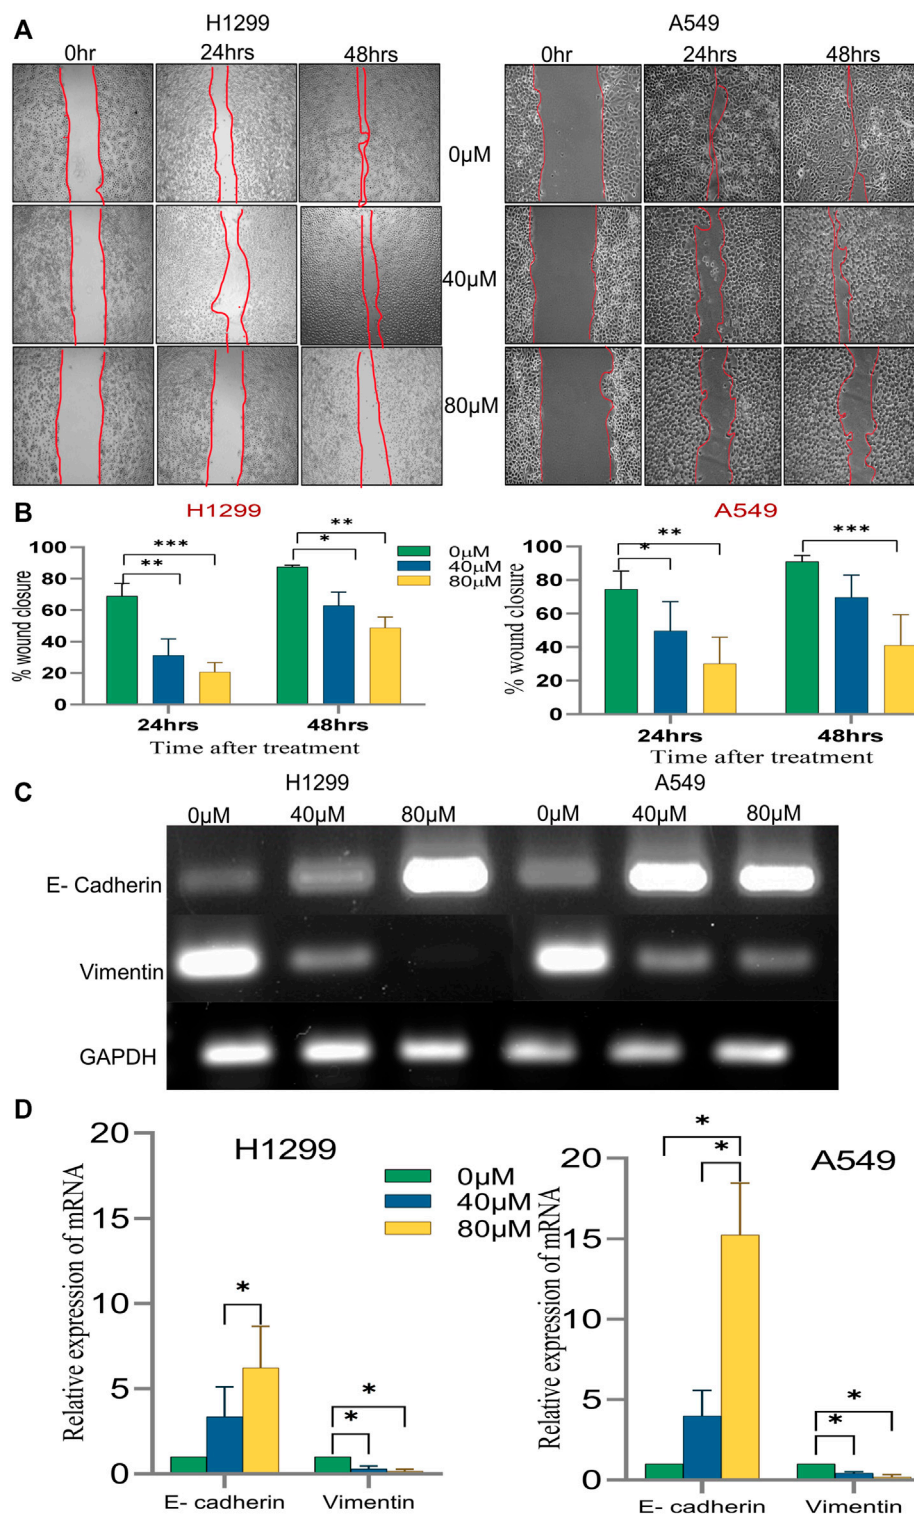 A
H1299
A549
0hr 24hrs 48hrs
0hr 24hrs 48hrs
0µM
40µM
80µM
B
H1299
% wound closure
100
80
60
40
20
0
***
**
**
*
0µM
40µM
80µM
24hrs 48hrs
Time after treatment
A549
% wound closure
100
80
60
40
20
0
**
*
***
24hrs 48hrs
Time after treatment
C
H1299 A549
0µM 40µM 80µM 0µM 40µM 80µM
E- Cadherin
Vimentin
GAPDH
D
H1299
Relative expression of mRNA
20
15
10
5
0
*
*
*
0µM
40µM
80µM
E- cadherin Vimentin
A549
Relative expression of mRNA
20
15
10
5
0
*
*
*
*
E- cadherin Vimentin